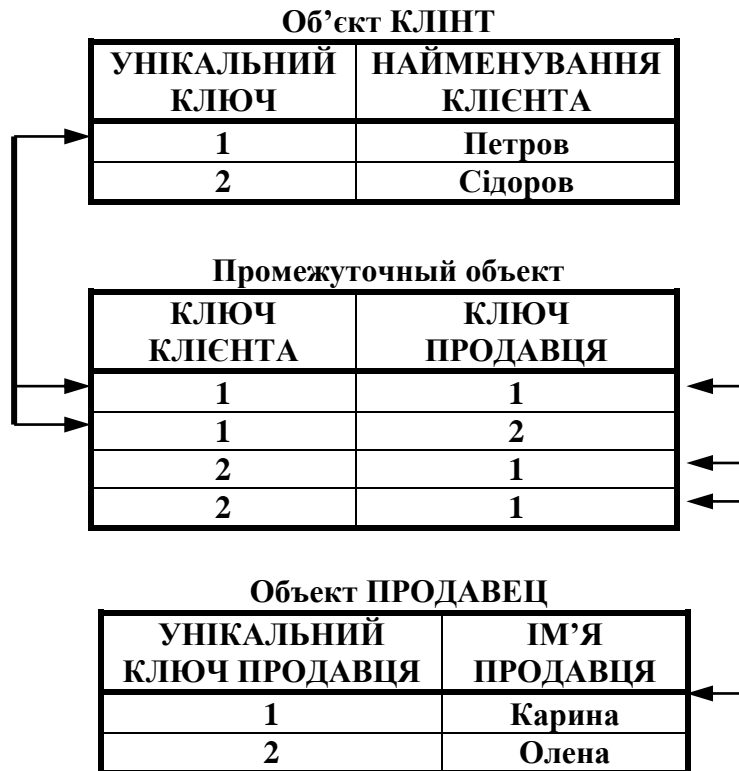 Об’єкт КЛІНТ
УНІКАЛЬНИЙ НАЙМЕНУВАННЯ
КЛЮЧ КЛІЄНТА
1 Петров
2 Сідоров
Промежуточный объект
КЛЮЧ КЛЮЧ
КЛІЄНТА ПРОДАВЦЯ
1 1
1 2
2 1
2 1
Объект ПРОДАВЕЦ
УНІКАЛЬНИЙ ІМ’Я
КЛЮЧ ПРОДАВЦЯ ПРОДАВЦЯ
1 Карина
2 Олена